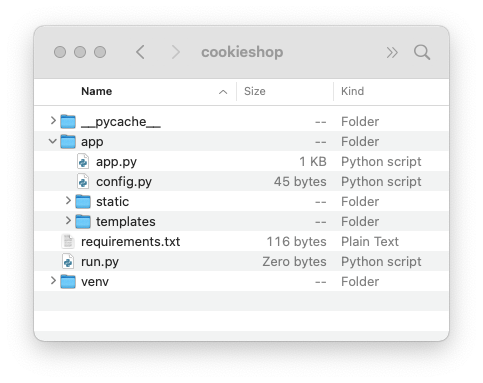 cookieshop
Name Size Kind
__pycache__ -- Folder
app -- Folder
app.py 1 KB Python script
config.py 45 bytes Python script
static -- Folder
templates -- Folder
requirements.txt 116 bytes Plain Text
run.py Zero bytes Python script
venv -- Folder